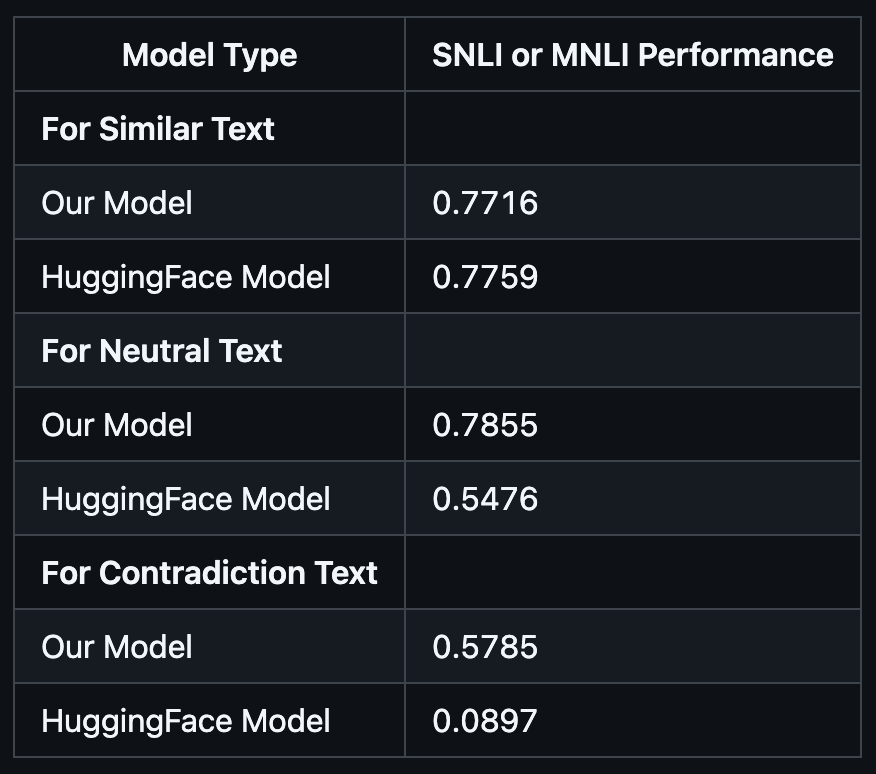 Model Type SNLI or MNLI Performance
For Similar Text
Our Model 0.7716
HuggingFace Model 0.7759
For Neutral Text
Our Model 0.7855
HuggingFace Model 0.5476
For Contradiction Text
Our Model 0.5785
HuggingFace Model 0.0897